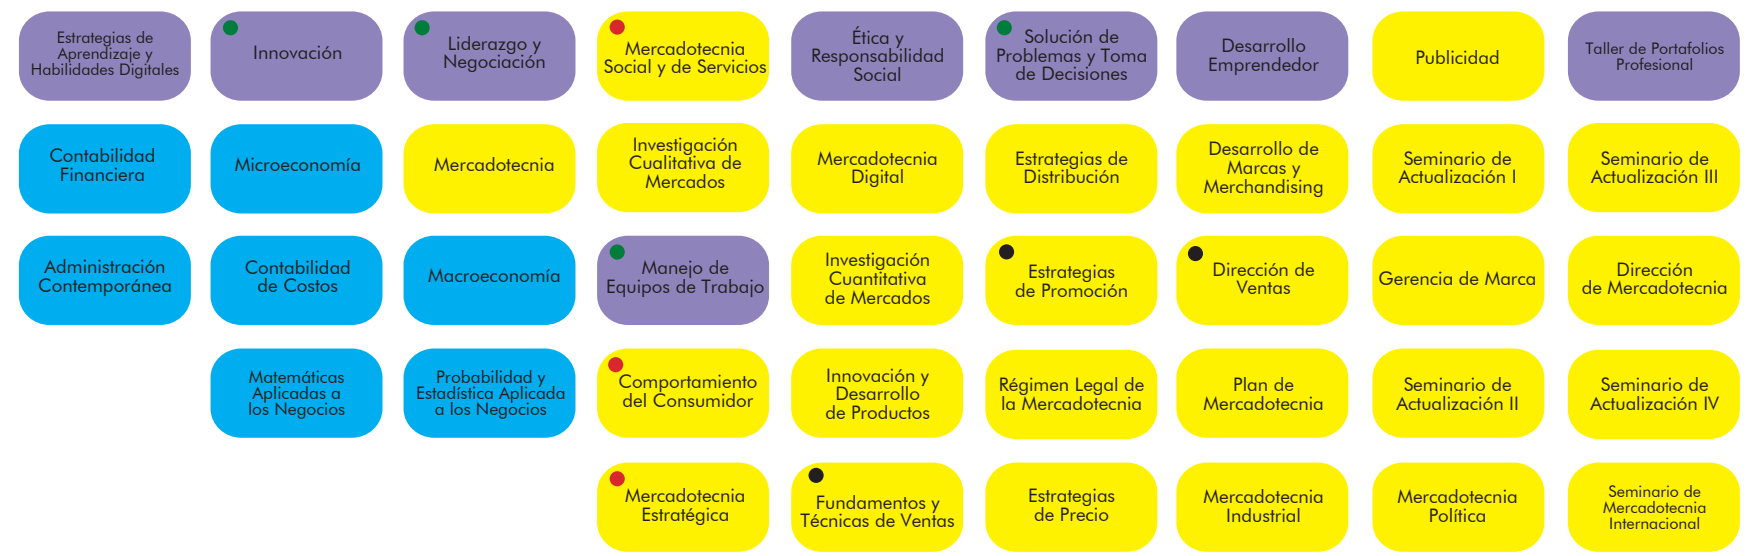 Estrategias de
Aprendizaje y
Habilidades Digitales
Innovación
Liderazgo y
Negociación
Mercadotecnia
Social y de Servicios
Ética y
Responsabilidad
Social
Solución de
Problemas y Toma
de Decisiones
Desarrollo
Emprendedor
Publicidad
Taller de Portafolios
Profesional
Contabilidad
Financiera
Microeconomía
Mercadotecnia
Investigación
Cualitativa de
Mercados
Mercadotecnia
Digital
Estrategias de
Distribución
Desarrollo de
Marcas y
Merchandising
Seminario de
Actualización I
Seminario de
Actualización III
Administración
Contemporánea
Contabilidad
de Costos
Macroeconomía
Manejo de
Equipos de Trabajo
Investigación
Cuantitativa
de Mercados
Estrategias
de Promoción
Dirección de
Ventas
Gerencia de Marca
Dirección
de Mercadotecnia
Matemáticas
Aplicadas a
los Negocios
Probabilidad y
Estadística Aplicada
a los Negocios
Comportamiento
del Consumidor
Innovación y
Desarrollo
de Productos
Régimen Legal de
la Mercadotecnia
Plan de
Mercadotecnia
Seminario de
Actualización II
Seminario de
Actualización IV
Mercadotecnia
Estratégica
Fundamentos y
Técnicas de Ventas
Estrategias
de Precio
Mercadotecnia
Industrial
Mercadotecnia
Política
Seminario de
Mercadotecnia
Internacional